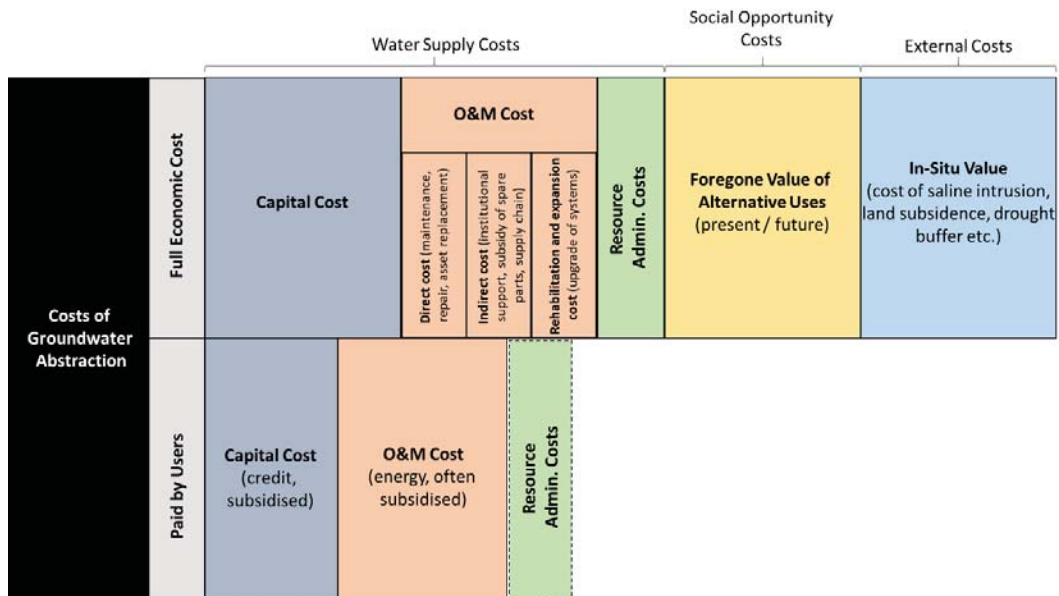 Social Opportunity
Costs
Water Supply Costs
External Costs
Costs of
Groundwater
Abstraction
Full Economic Cost
Capital Cost
O&M Cost
Direct cost (maintenance,
repair, asset replacement)
Indirect cost (institutional
support, subsidy of spare
parts, supply chain)
Rehabilitation and expansion
cost (upgrade of systems)
Resource
Admin. Costs
Foregone Value of
Alternative Uses
(present / future)
In-Situ Value
(cost of saline intrusion,
land subsidence, drought
buffer etc.)
Paid by Users
Capital Cost
(credit,
subsidised)
O&M Cost
(energy, often
subsidised)
Resource
Admin. Costs